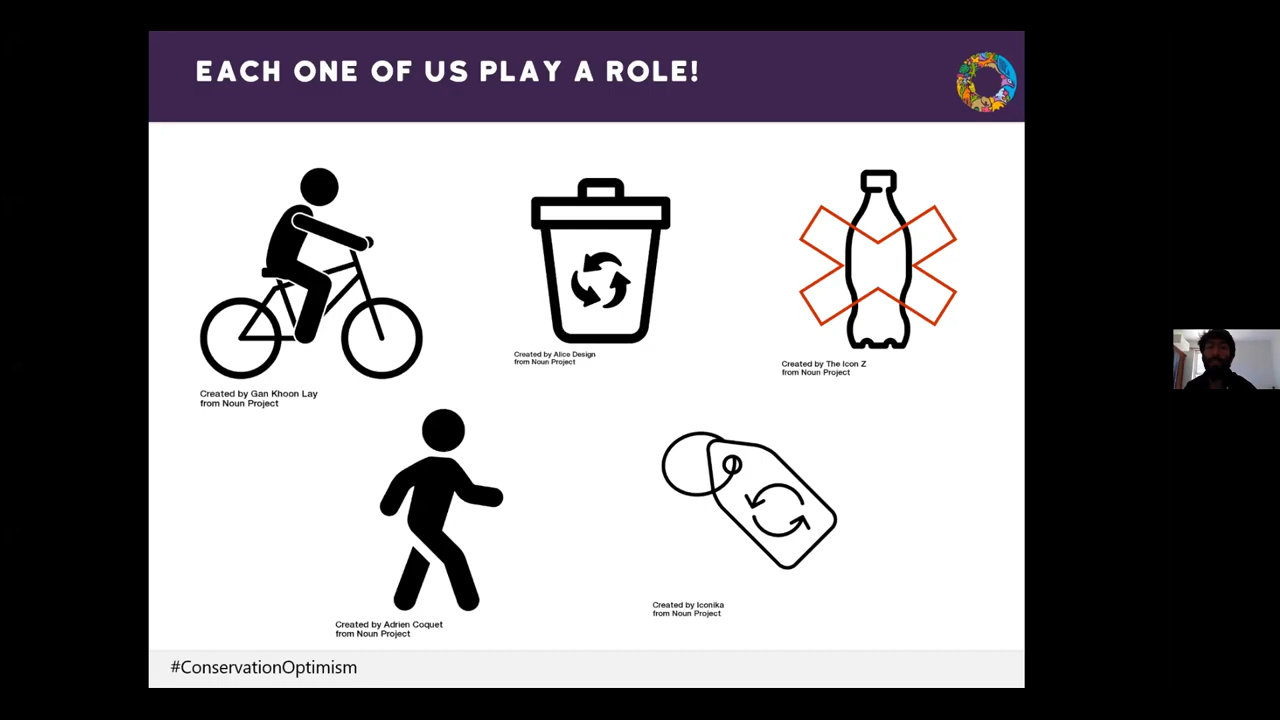 EACH ONE OF US PLAY A ROLE!
Created by Gan Khoon Lay
from Noun Project
Created by Alice Design
from Noun Project
Created by The Icon Z
from Noun Project
Created by Adrien Coquet
from Noun Project
Created by Iconika
from Noun Project
#ConservationOptimism